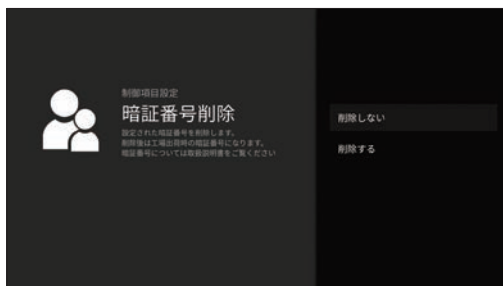 制御項目設定
暗証番号削除
設定された暗証番号を削除します。
削除後は工場出荷時の暗証番号になります。
暗証番号については取扱説明書をご覧ください
削除しない
削除する